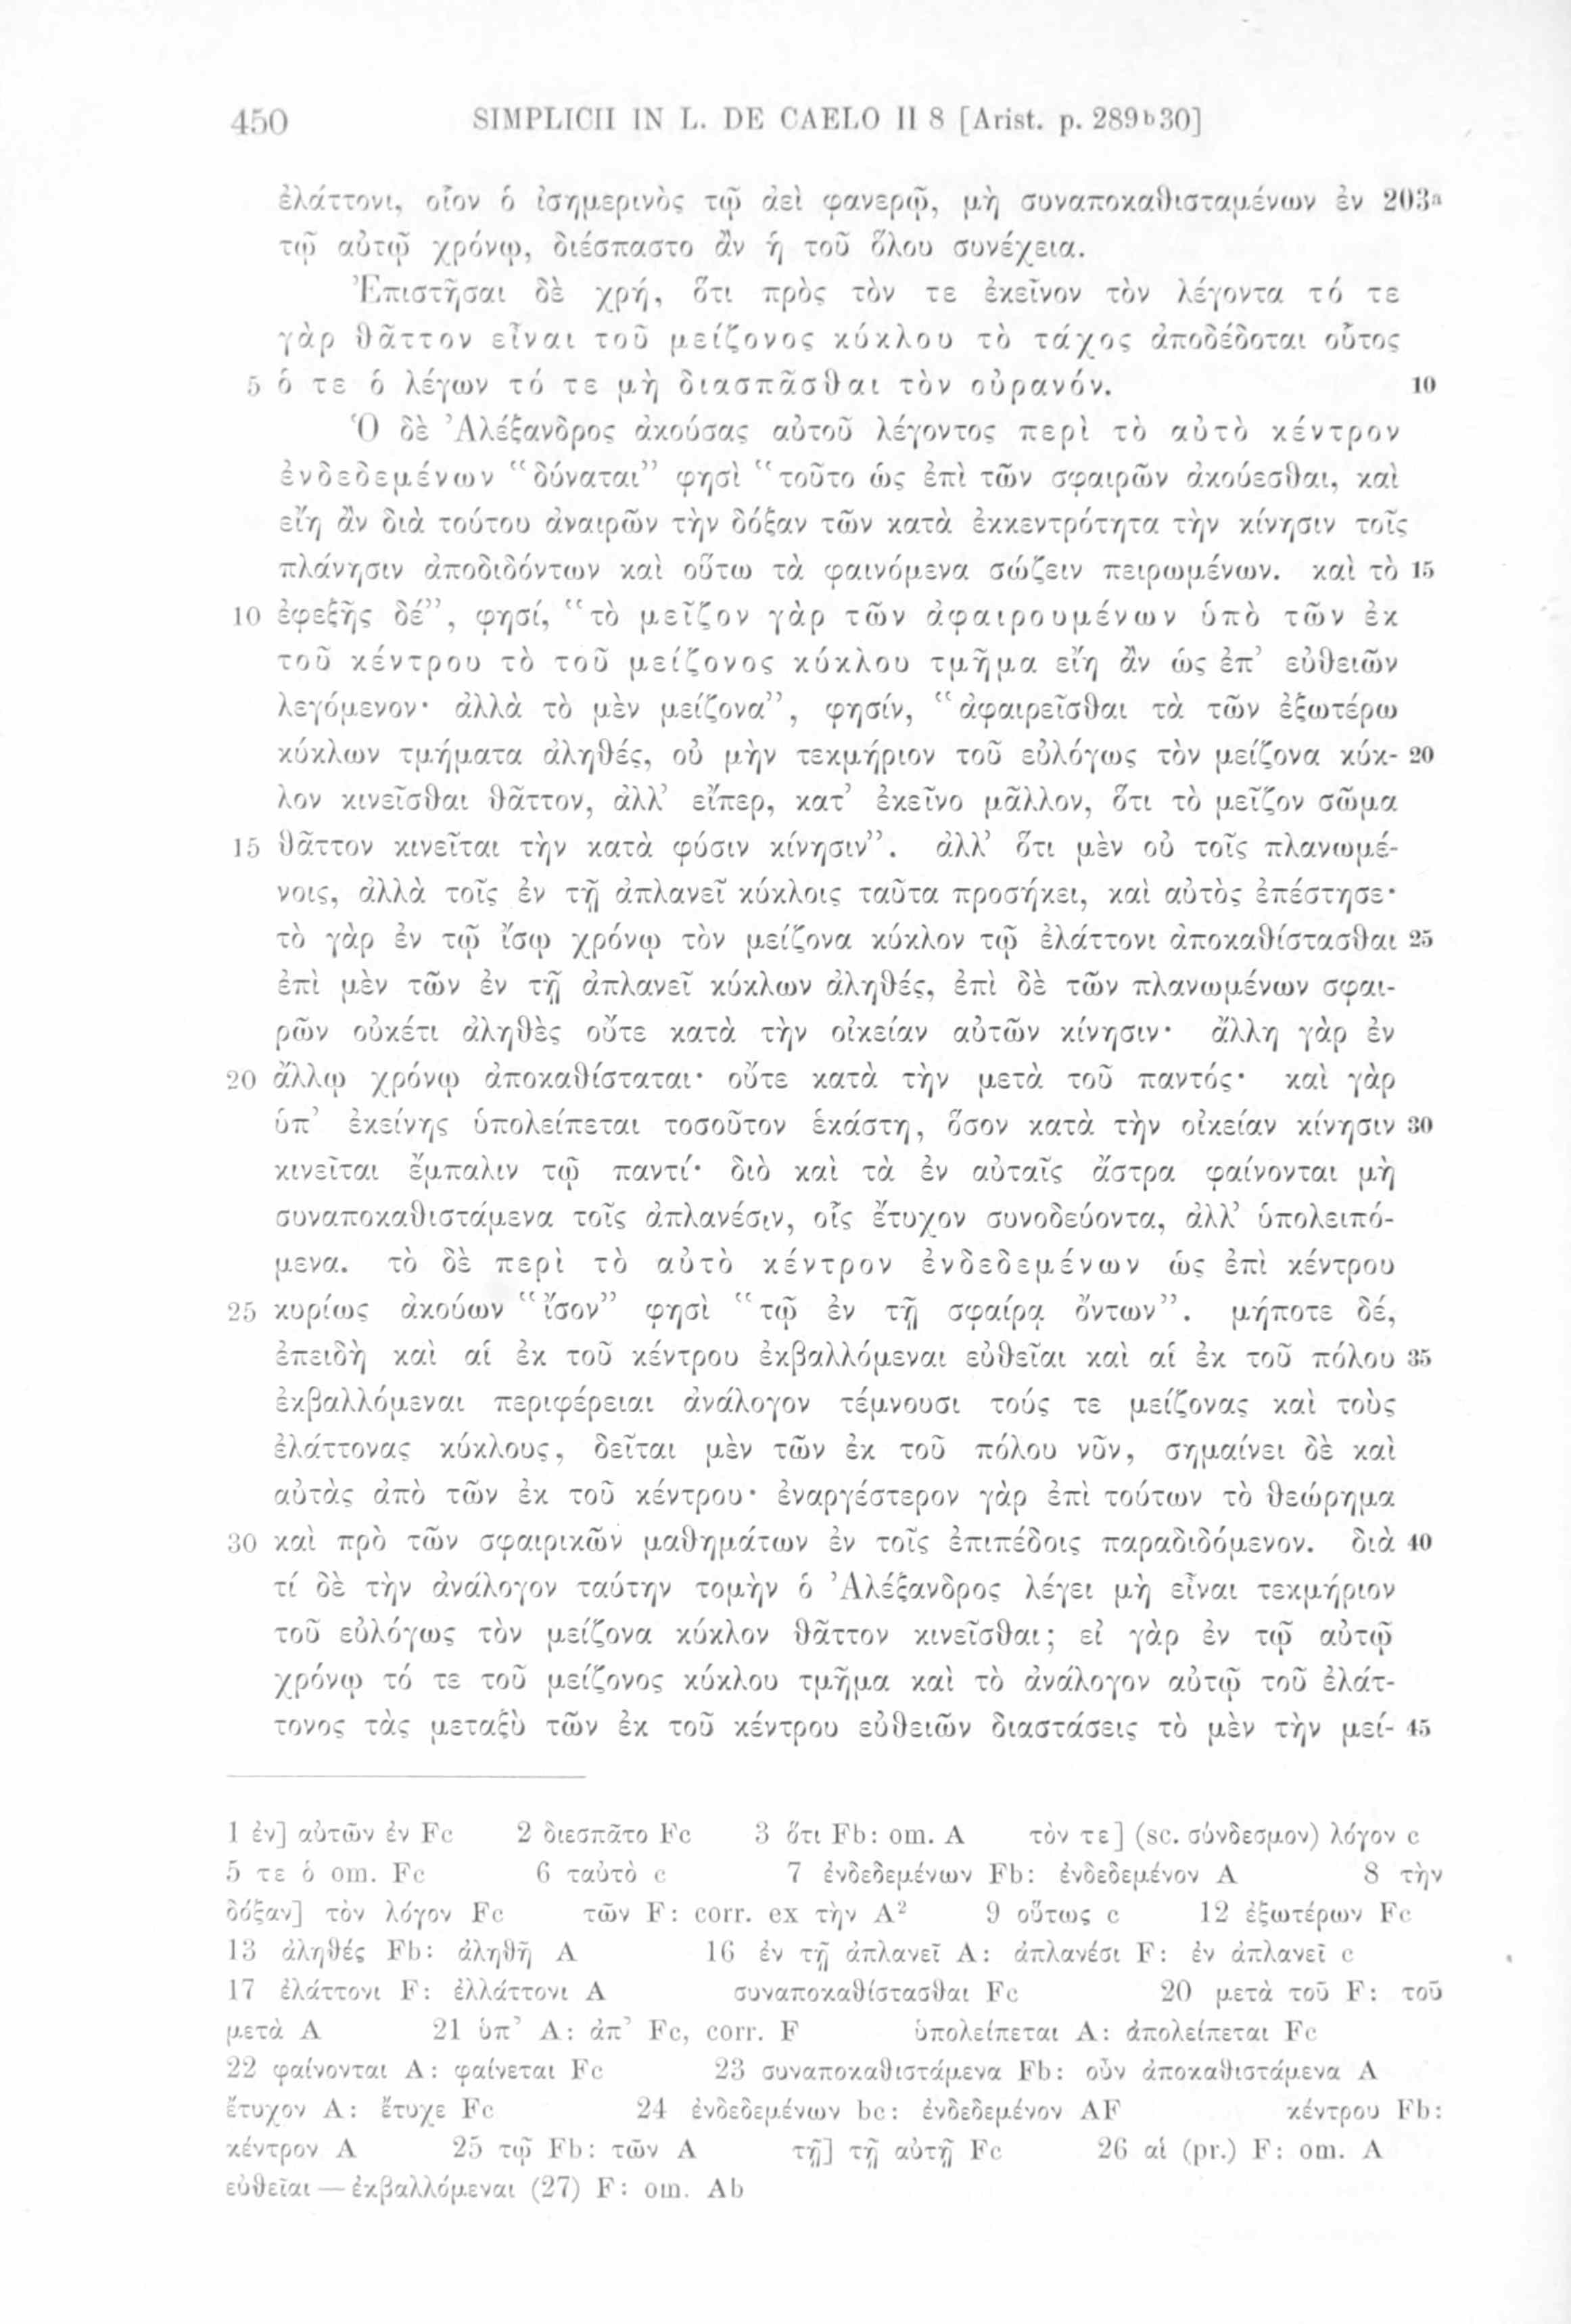 450 SIMPLICII IN L. DE CAELO II 8 [Arist. p. 289b30]
ἐλάττονι, οἷον ὁ ἰσημερινὸς τῷ ἀεὶ φανερῷ, μὴ συναποκαθισταμένων ἐν 203a
τῷ αὐτῷ χρόνῳ, διέσπαστο ἂν ἡ τοῦ ὅλου συνέχεια.
Ἐπιστῆσαι δὲ χρή, ὅτι πρὸς τὸν τε ἐκεῖνον τὸν λέγοντα τό τε
γὰρ θᾶττον εἶναι τοῦ μείζονος κύκλου τὸ τάχος ἀποδέδοται οὗτος
5 ὅ τε ὁ λέγων τό τε μὴ διασπᾶσθαι τὸν οὐρανόν. 10
Ὁ δὲ Ἀλέξανδρος ἀκούσας αὐτοῦ λέγοντος περὶ τὸ αὐτὸ κέντρον
ἐνδεδεμένων “δύναται” φησὶ “τοῦτο ὡς ἐπὶ τῶν σφαιρῶν ἀκούεσθαι, καὶ
εἴη ἂν διὰ τούτου ἀναιρῶν τὴν δόξαν τῶν κατὰ ἐκκεντρότητα τὴν κίνησιν τοῖς
πλάνησιν ἀποδιδόντων καὶ οὕτω τὰ φαινόμενα σώζειν πειρωμένων. καὶ τὸ 15
10 ἐφεξῆς δέ”, φησί, “τὸ μεῖζον γὰρ τῶν ἀφαιρουμένων ὑπὸ τῶν ἐκ
τοῦ κέντρου τὸ τοῦ μείζονος κύκλου τμῆμα εἴη ἂν ὡς ἐπ’ εὐθειῶν
λεγόμενον· ἀλλὰ τὸ μὲν μείζονα”, φησίν, “ἀφαιρεῖσθαι τὰ τῶν ἐξωτέρω
κύκλων τμήματα ἀληθές, οὐ μὴν τεκμήριον τοῦ εὐλόγως τὸν μείζονα κύκ- 20
λον κινεῖσθαι θᾶττον, ἀλλ’ εἴπερ, κατ’ ἐκεῖνο μᾶλλον, ὅτι τὸ μεῖζον σῶμα
15 θᾶττον κινεῖται τὴν κατὰ φύσιν κίνησιν”. ἀλλ’ ὅτι μὲν οὐ τοῖς πλανωμέ-
νοις, ἀλλὰ τοῖς ἐν τῇ ἀπλανεῖ κύκλοις ταῦτα προσήκει, καὶ αὐτὸς ἐπέστησε·
τὸ γὰρ ἐν τῷ ἴσῳ χρόνῳ τὸν μείζονα κύκλον τῷ ἐλάττονι ἀποκαθίστασθαι 25
ἐπὶ μὲν τῶν ἐν τῇ ἀπλανεῖ κύκλων ἀληθές, ἐπὶ δὲ τῶν πλανωμένων σφαι-
ρῶν οὐκέτι ἀληθὲς οὔτε κατὰ τὴν οἰκείαν αὐτῶν κίνησιν· ἄλλη γὰρ ἐν
20 ἄλλῳ χρόνῳ ἀποκαθίσταται· οὔτε κατὰ τὴν μετὰ τοῦ παντός· καὶ γὰρ
ὑπ’ ἐκείνης ὑπολείπεται τοσοῦτον ἑκάστη, ὅσον κατὰ τὴν οἰκείαν κίνησιν 30
κινεῖται ἔμπαλιν τῷ παντί· διὸ καὶ τὰ ἐν αὐταῖς ἄστρα φαίνονται μὴ
συναποκαθιστάμενα τοῖς ἀπλανέσιν, οἷς ἔτυχον συνοδεύοντα, ἀλλ’ ὑπολειπό-
μενα. τὸ δὲ περὶ τὸ αὐτὸ κέντρον ἐνδεδεμένων ὡς ἐπὶ κέντρου
25 κυρίως ἀκούων “ἴσον” φησὶ “τῷ ἐν τῇ σφαίρᾳ ὄντων”. μήποτε δέ,
ἐπειδὴ καὶ αἱ ἐκ τοῦ κέντρου ἐκβαλλόμεναι εὐθεῖαι καὶ αἱ ἐκ τοῦ πόλου 35
ἐκβαλλόμεναι περιφέρειαι ἀνάλογον τέμνουσι τούς τε μείζονας καὶ τοὺς
ἐλάττονας κύκλους, δεῖται μὲν τῶν ἐκ τοῦ πόλου νῦν, σημαίνει δὲ καὶ
αὐτὰς ἀπὸ τῶν ἐκ τοῦ κέντρου· ἐναργέστερον γὰρ ἐπὶ τούτων τὸ θεώρημα
30 καὶ πρὸ τῶν σφαιρικῶν μαθημάτων ἐν τοῖς ἐπιπέδοις παραδιδόμενον. διὰ 40
τί δὲ τὴν ἀνάλογον ταύτην τομὴν ὁ Ἀλέξανδρος λέγει μὴ εἶναι τεκμήριον
τοῦ εὐλόγως τὸν μείζονα κύκλον θᾶττον κινεῖσθαι; εἰ γὰρ ἐν τῷ αὐτῷ
χρόνῳ τό τε τοῦ μείζονος κύκλου τμῆμα καὶ τὸ ἀνάλογον αὐτῷ τοῦ ἐλάτ-
τονος τὰς μεταξὺ τῶν ἐκ τοῦ κέντρου εὐθειῶν διαστάσεις τὸ μὲν τὴν μεί- 45
1 ἐν] αὐτῶν ἐν Fc 2 διεσπᾶτο Fc 3 ὅτι Fb: om. A τὸν τε] (sc. σύνδεσμον) λόγον c
5 τε ὁ om. Fc 6 ταὐτὸ c 7 ἐνδεδεμένων Fb: ἐνδεδεμένον A 8 τὴν
δόξαν] τὸν λόγον Fc τῶν F: corr. ex τὴν A² 9 οὕτως c 12 ἐξωτέρων Fc
13 ἀληθές Fb: ἀληθῆ A 16 ἐν τῇ ἀπλανεῖ A: ἀπλανέσι F: ἐν ἀπλανεῖ c
17 ἐλάττονι F: ἐλλάττονι A συναποκαθίστασθαι Fc 20 μετὰ τοῦ F: τοῦ
μετὰ A 21 ὑπ’ A: ἀπ’ Fc, corr. F ὑπολείπεται A: ἀπολείπεται Fc
22 φαίνονται A: φαίνεται Fc 23 συναποκαθιστάμενα Fb: οὖν ἀποκαθιστάμενα A
ἔτυχον A: ἔτυχε Fc 24 ἐνδεδεμένων bc: ἐνδεδεμένον AF κέντρου Fb:
κέντρον A 25 τῷ Fb: τῶν A τῇ] τῇ αὐτῇ Fc 26 αἱ (pr.) F: om. A
εὐθεῖαι — ἐκβαλλόμεναι (27) F: om. Ab